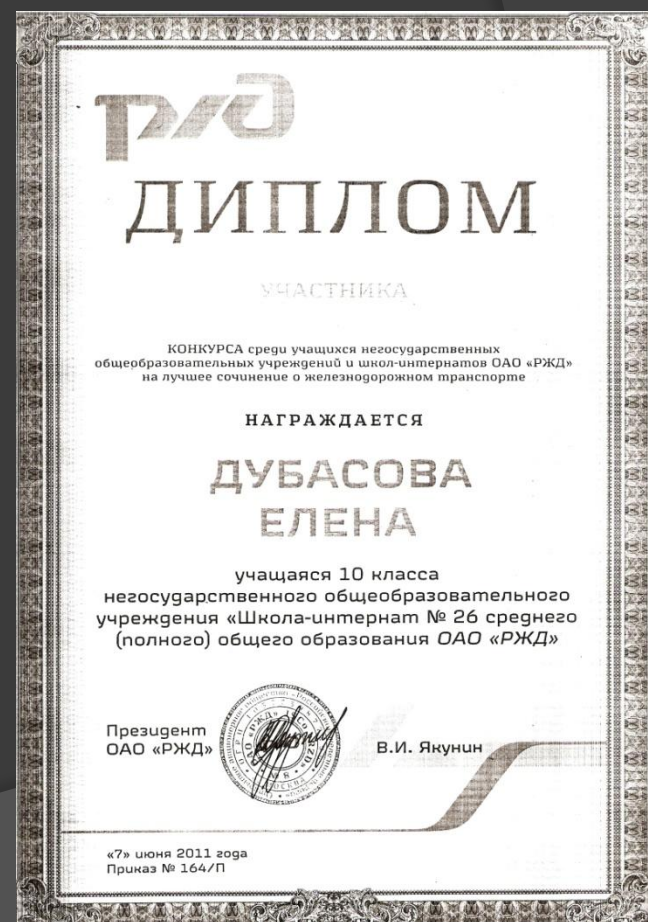 РЖД
ДИПЛОМ
УЧАСТНИКА
КОНКУРСА среди учащихся негосударственных
общеобразовательных учреждений и школ-интернатов ОАО «РЖД»
на лучшее сочинение о железнодорожном транспорте
НАГРАЖДАЕТСЯ
ДУБАСОВА
ЕЛЕНА
учащаяся 10 класса
негосударственного общеобразовательного
учреждения «Школа-интернат № 26 среднего
(полного) общего образования ОАО «РЖД»
Президент
ОАО «РЖД»
В.И. Якунин
«7» июня 2011 года
Приказ № 164/П